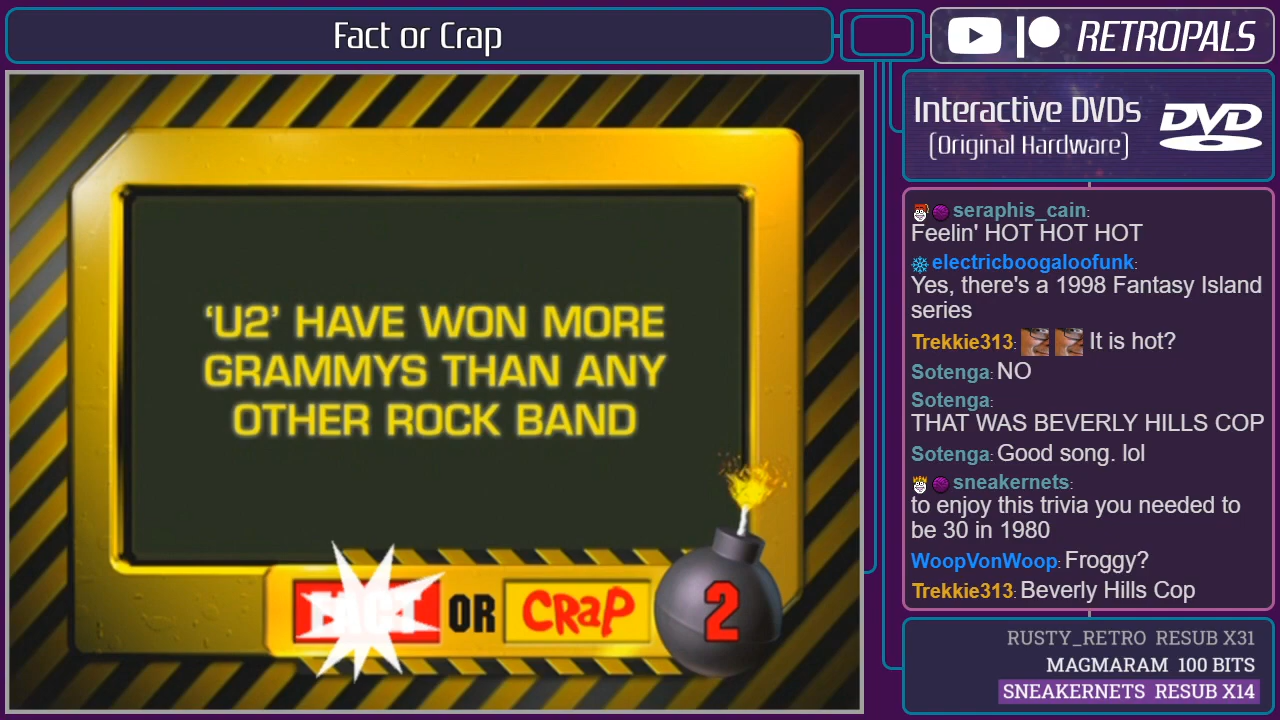 Fact or Crap
RETROPALS
Interactive DVDs
(Original Hardware)
DVD
‘U2’ HAVE WON MORE
GRAMMYS THAN ANY
OTHER ROCK BAND
FACT OR CRAP
2
seraphis_cain:
Feelin' HOT HOT HOT
electricboogaloofunk:
Yes, there's a 1998 Fantasy Island
series
Trekkie313: It is hot?
Sotenga: NO
Sotenga:
THAT WAS BEVERLY HILLS COP
Sotenga: Good song. lol
sneakernets:
to enjoy this trivia you needed to
be 30 in 1980
WoopVonWoop: Froggy?
Trekkie313: Beverly Hills Cop
RUSTY_RETRO RESUB X31
MAGMARAM 100 BITS
SNEAKERNETS RESUB X14